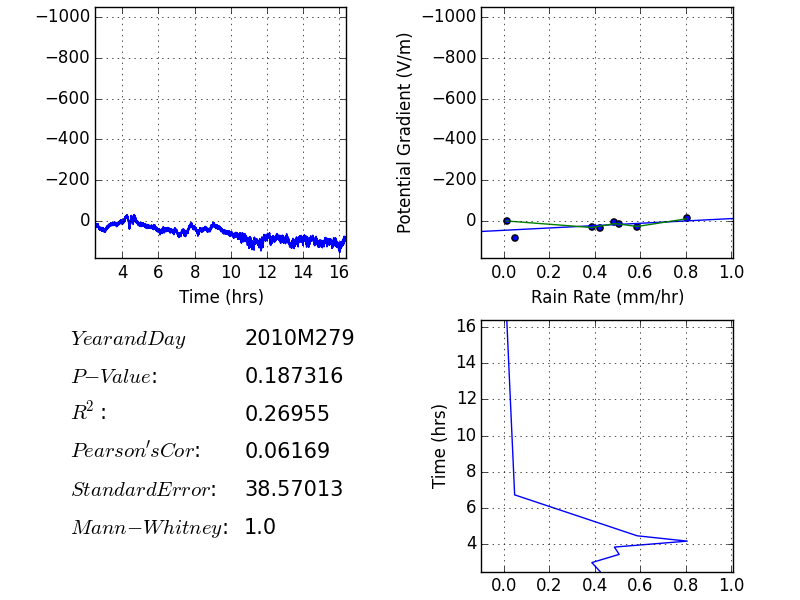 −1000
−800
−600
−400
−200
0
4 6 8 10 12 14 16
Time (hrs)
Potential Gradient (V/m)
−1000
−800
−600
−400
−200
0
0.0 0.2 0.4 0.6 0.8 1.0
Rain Rate (mm/hr)
YearandDay 2010M279
P−Value: 0.187316
R²: 0.26955
Pearson'sCor: 0.06169
StandardError: 38.57013
Mann−Whitney: 1.0
Time (hrs)
16
14
12
10
8
6
4
0.0 0.2 0.4 0.6 0.8 1.0